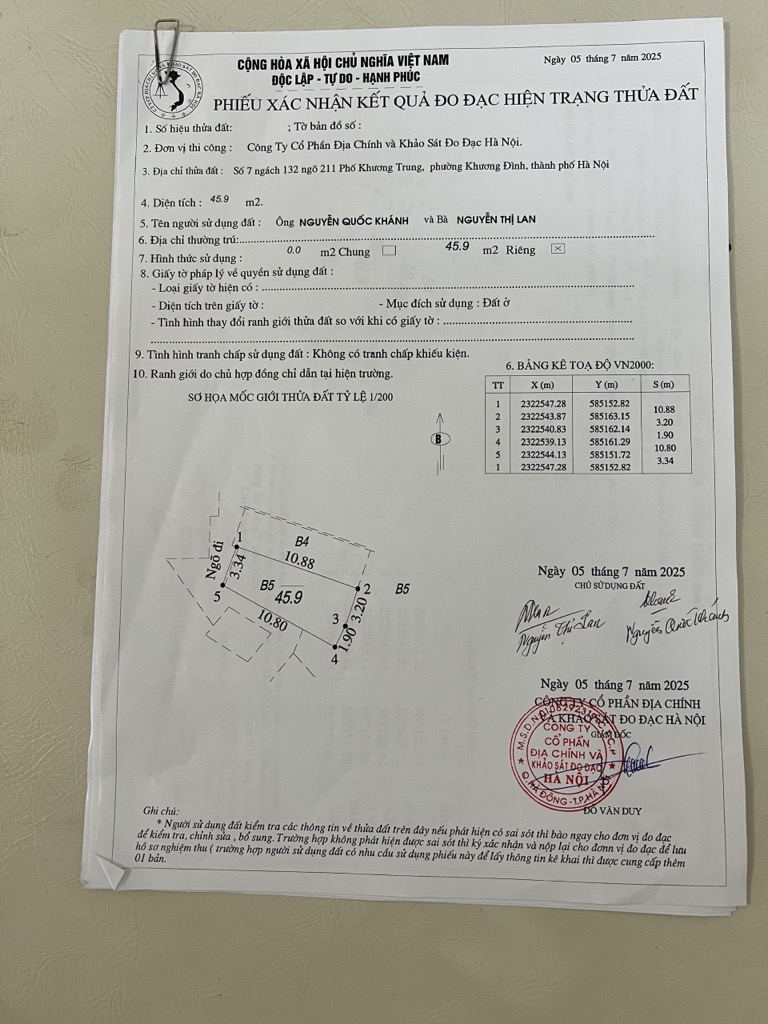 CỘNG HÒA XÃ HỘI CHỦ NGHĨA VIỆT NAM
ĐỘC LẬP - TỰ DO - HẠNH PHÚC
Ngày 05 tháng 7 năm 2025
PHIẾU XÁC NHẬN KẾT QUẢ ĐO ĐẠC HIỆN TRẠNG THỬA ĐẤT
1. Số hiệu thửa đất: ; Tờ bản đồ số :
2. Đơn vị thi công : Công Ty Cổ Phần Địa Chính và Khảo Sát Đo Đạc Hà Nội.
3. Địa chỉ thửa đất : Số 7 ngách 132 ngõ 211 Phố Khương Trung, phường Khương Đình, thành phố Hà Nội
4. Diện tích : 45.9 m2.
5. Tên người sử dụng đất : Ông NGUYỄN QUỐC KHÁNH và Bà NGUYỄN THỊ LAN
6. Địa chỉ thường trú:
7. Hình thức sử dụng : 0.0 m2 Chung 45.9 m2 Riêng
8. Giấy tờ pháp lý về quyền sử dụng đất :
- Loại giấy tờ hiện có :
- Diện tích trên giấy tờ : - Mục đích sử dụng : Đất ở
- Tình hình thay đổi ranh giới thửa đất so với khi có giấy tờ :
9. Tình hình tranh chấp sử dụng đất : Không có tranh chấp khiếu kiện.
10. Ranh giới do chủ hợp đồng chỉ dẫn tại hiện trường.
6. BẢNG KÊ TOẠ ĐỘ VN2000:
TT X (m) Y (m) S (m)
1 2322547.28 585152.82
10.88
2 2322543.87 585163.15
3.20
3 2322540.83 585162.14
1.90
4 2322539.13 585161.29
10.80
5 2322544.13 585151.72
3.34
1 2322547.28 585152.82
SƠ HỌA MỐC GIỚI THỬA ĐẤT TỶ LỆ 1/200
B
Ngõ đi
1
B4
10.88
3.34
B5
45.9
2
B5
5
10.80
3.20
3
1.90
4
Ngày 05 tháng 7 năm 2025
CHỦ SỬ DỤNG ĐẤT
Nguyễn Thị Lan
Nguyễn Quốc Khánh
Ngày 05 tháng 7 năm 2025
CÔNG TY CỔ PHẦN ĐỊA CHÍNH
VÀ KHẢO SÁT ĐO ĐẠC HÀ NỘI
GIÁM ĐỐC
CÔNG TY
CỔ PHẦN
ĐỊA CHÍNH VÀ
KHẢO SÁT ĐO ĐẠC
HÀ NỘI
Q.HÀ ĐÔNG - T.P HÀ NỘI
ĐỖ VĂN DUY
Ghi chú:
* Người sử dụng đất kiểm tra các thông tin về thửa đất trên đây nếu phát hiện có sai sót thì bào ngay cho đơn vị đo đạc
để kiểm tra, chỉnh sửa , bổ sung. Trường hợp không phát hiện được sai sót thì ký xác nhận và nộp lại cho đonn vị đo đạc để lưu
hồ sơ nghiệm thu ( trường hợp người sử dụng đất có nhu cầu sử dụng phiếu này để lấy thông tin kê khai thì được cung cấp thêm
01 bản.